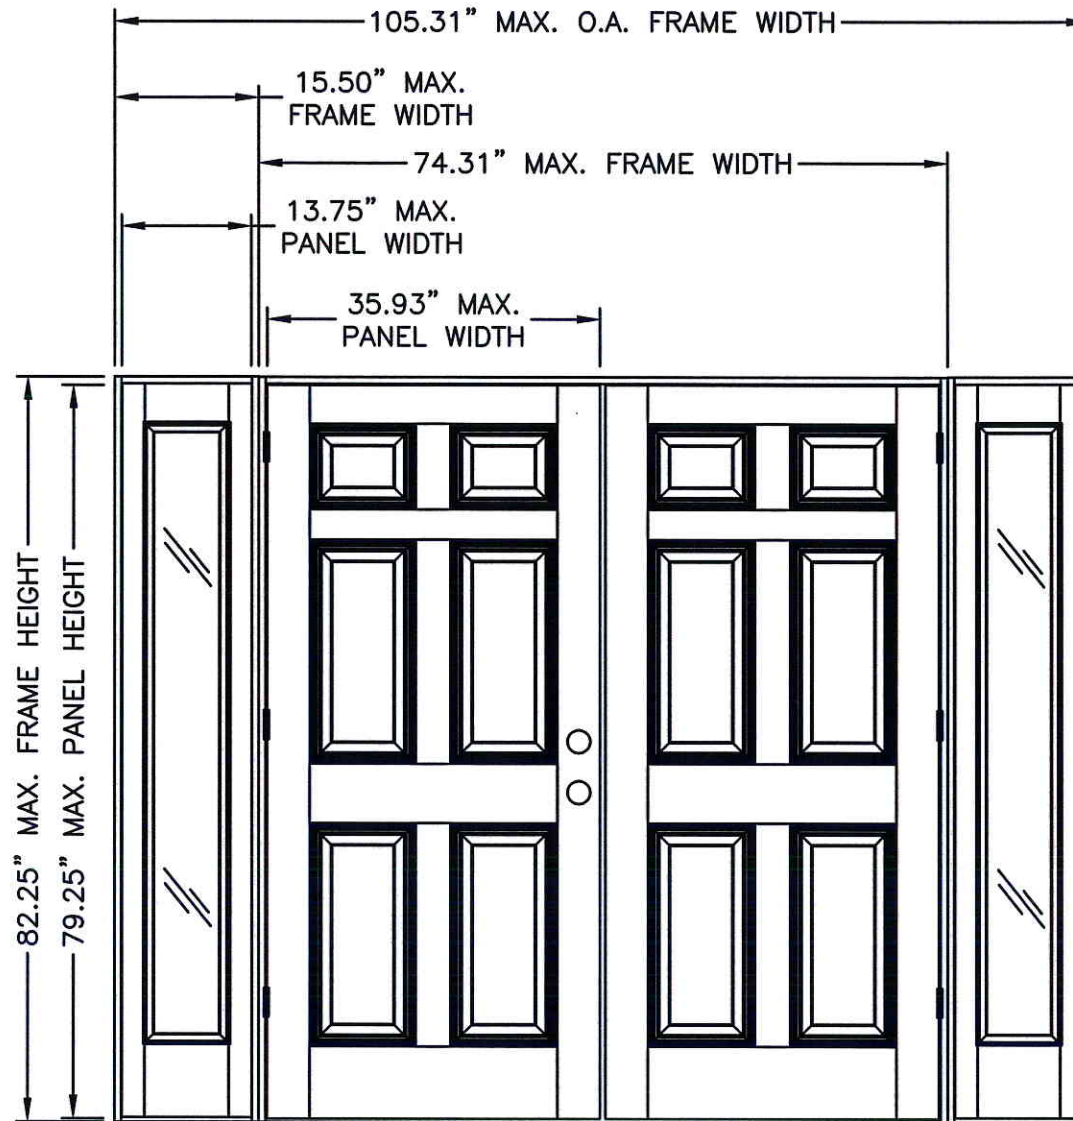 105.31” MAX. O.A. FRAME WIDTH
15.50” MAX.
FRAME WIDTH
74.31” MAX. FRAME WIDTH
13.75” MAX.
PANEL WIDTH
35.93” MAX.
PANEL WIDTH
82.25” MAX. FRAME HEIGHT
79.25” MAX. PANEL HEIGHT